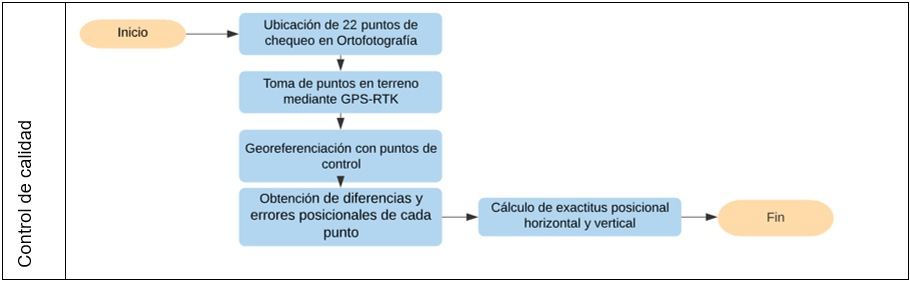 Control de calidad
Inicio
Ubicación de 22 puntos de
chequeo en Ortofotografía
Toma de puntos en terreno
mediante GPS-RTK
Georeferenciación con puntos de
control
Obtención de diferencias y
errores posicionales de cada
punto
Cálculo de exactitus posicional
horizontal y vertical
Fin